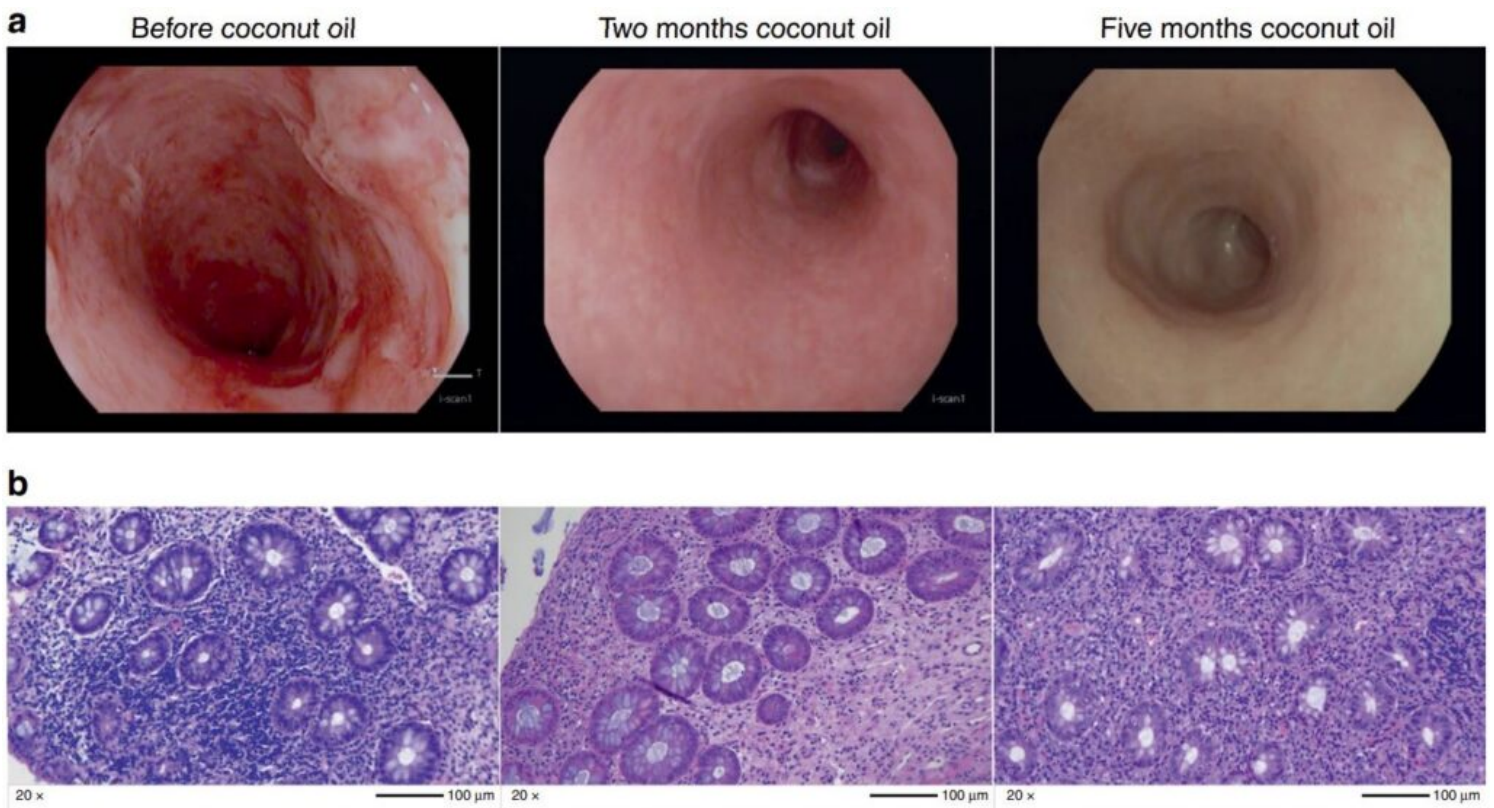 a
Before coconut oil
Two months coconut oil
Five months coconut oil
T
i-scan1
i-scan1
b
20 ×
100 µm
20 ×
100 µm
20 ×
100 µm